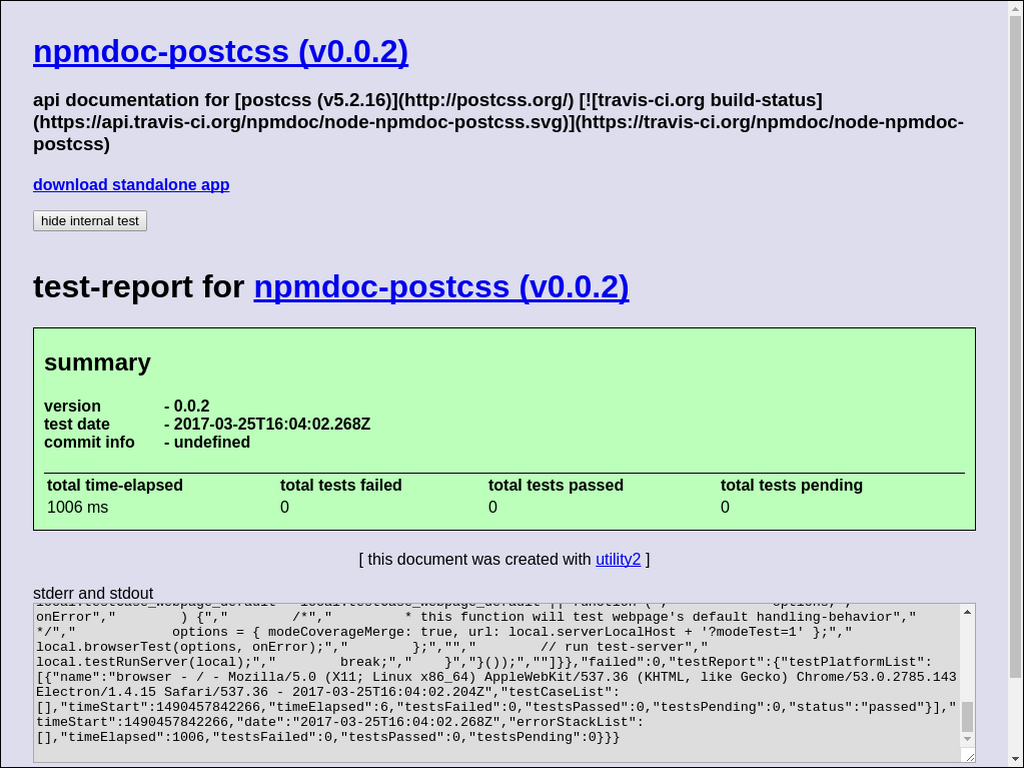 npmdoc-postcss (v0.0.2)
api documentation for [postcss (v5.2.16)](http://postcss.org/) [![travis-ci.org build-status]
(https://api.travis-ci.org/npmdoc/node-npmdoc-postcss.svg)](https://travis-ci.org/npmdoc/node-npmdoc-
postcss)
download standalone app
hide internal test
test-report for npmdoc-postcss (v0.0.2)
summary
version - 0.0.2
test date - 2017-03-25T16:04:02.268Z
commit info - undefined
total time-elapsed total tests failed total tests passed total tests pending
1006 ms 0 0 0
[ this document was created with utility2 ]
stderr and stdout
local.testCase_webpage_default || function (","
onError","        ) {","        /*","         * this function will test webpage's default handling-behavior","
*/","            options = { modeCoverageMerge: true, url: local.serverLocalHost + '?modeTest=1' };","
local.browserTest(options, onError);","        };","","        // run test-server","
local.testRunServer(local);","        break;","    }","}());",""]}},"failed":0,"testReport":{"testPlatformList":
[{"name":"browser - / - Mozilla/5.0 (X11; Linux x86_64) AppleWebKit/537.36 (KHTML, like Gecko) Chrome/53.0.2785.143
Electron/1.4.15 Safari/537.36 - 2017-03-25T16:04:02.204Z","testCaseList":
[],"timeStart":1490457842266,"timeElapsed":6,"testsFailed":0,"testsPassed":0,"testsPending":0,"status":"passed"}],"
timeStart":1490457842266,"date":"2017-03-25T16:04:02.268Z","errorStackList":
[],"timeElapsed":1006,"testsFailed":0,"testsPassed":0,"testsPending":0}}}